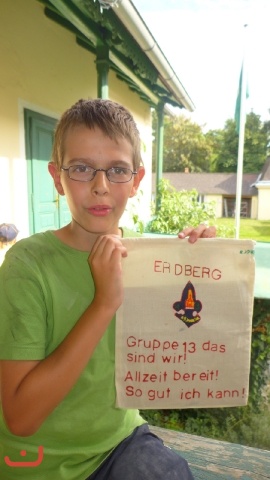 ERDBERG
Gruppe 13 das
sind wir!
Allzeit bereit!
So gut ich kann!